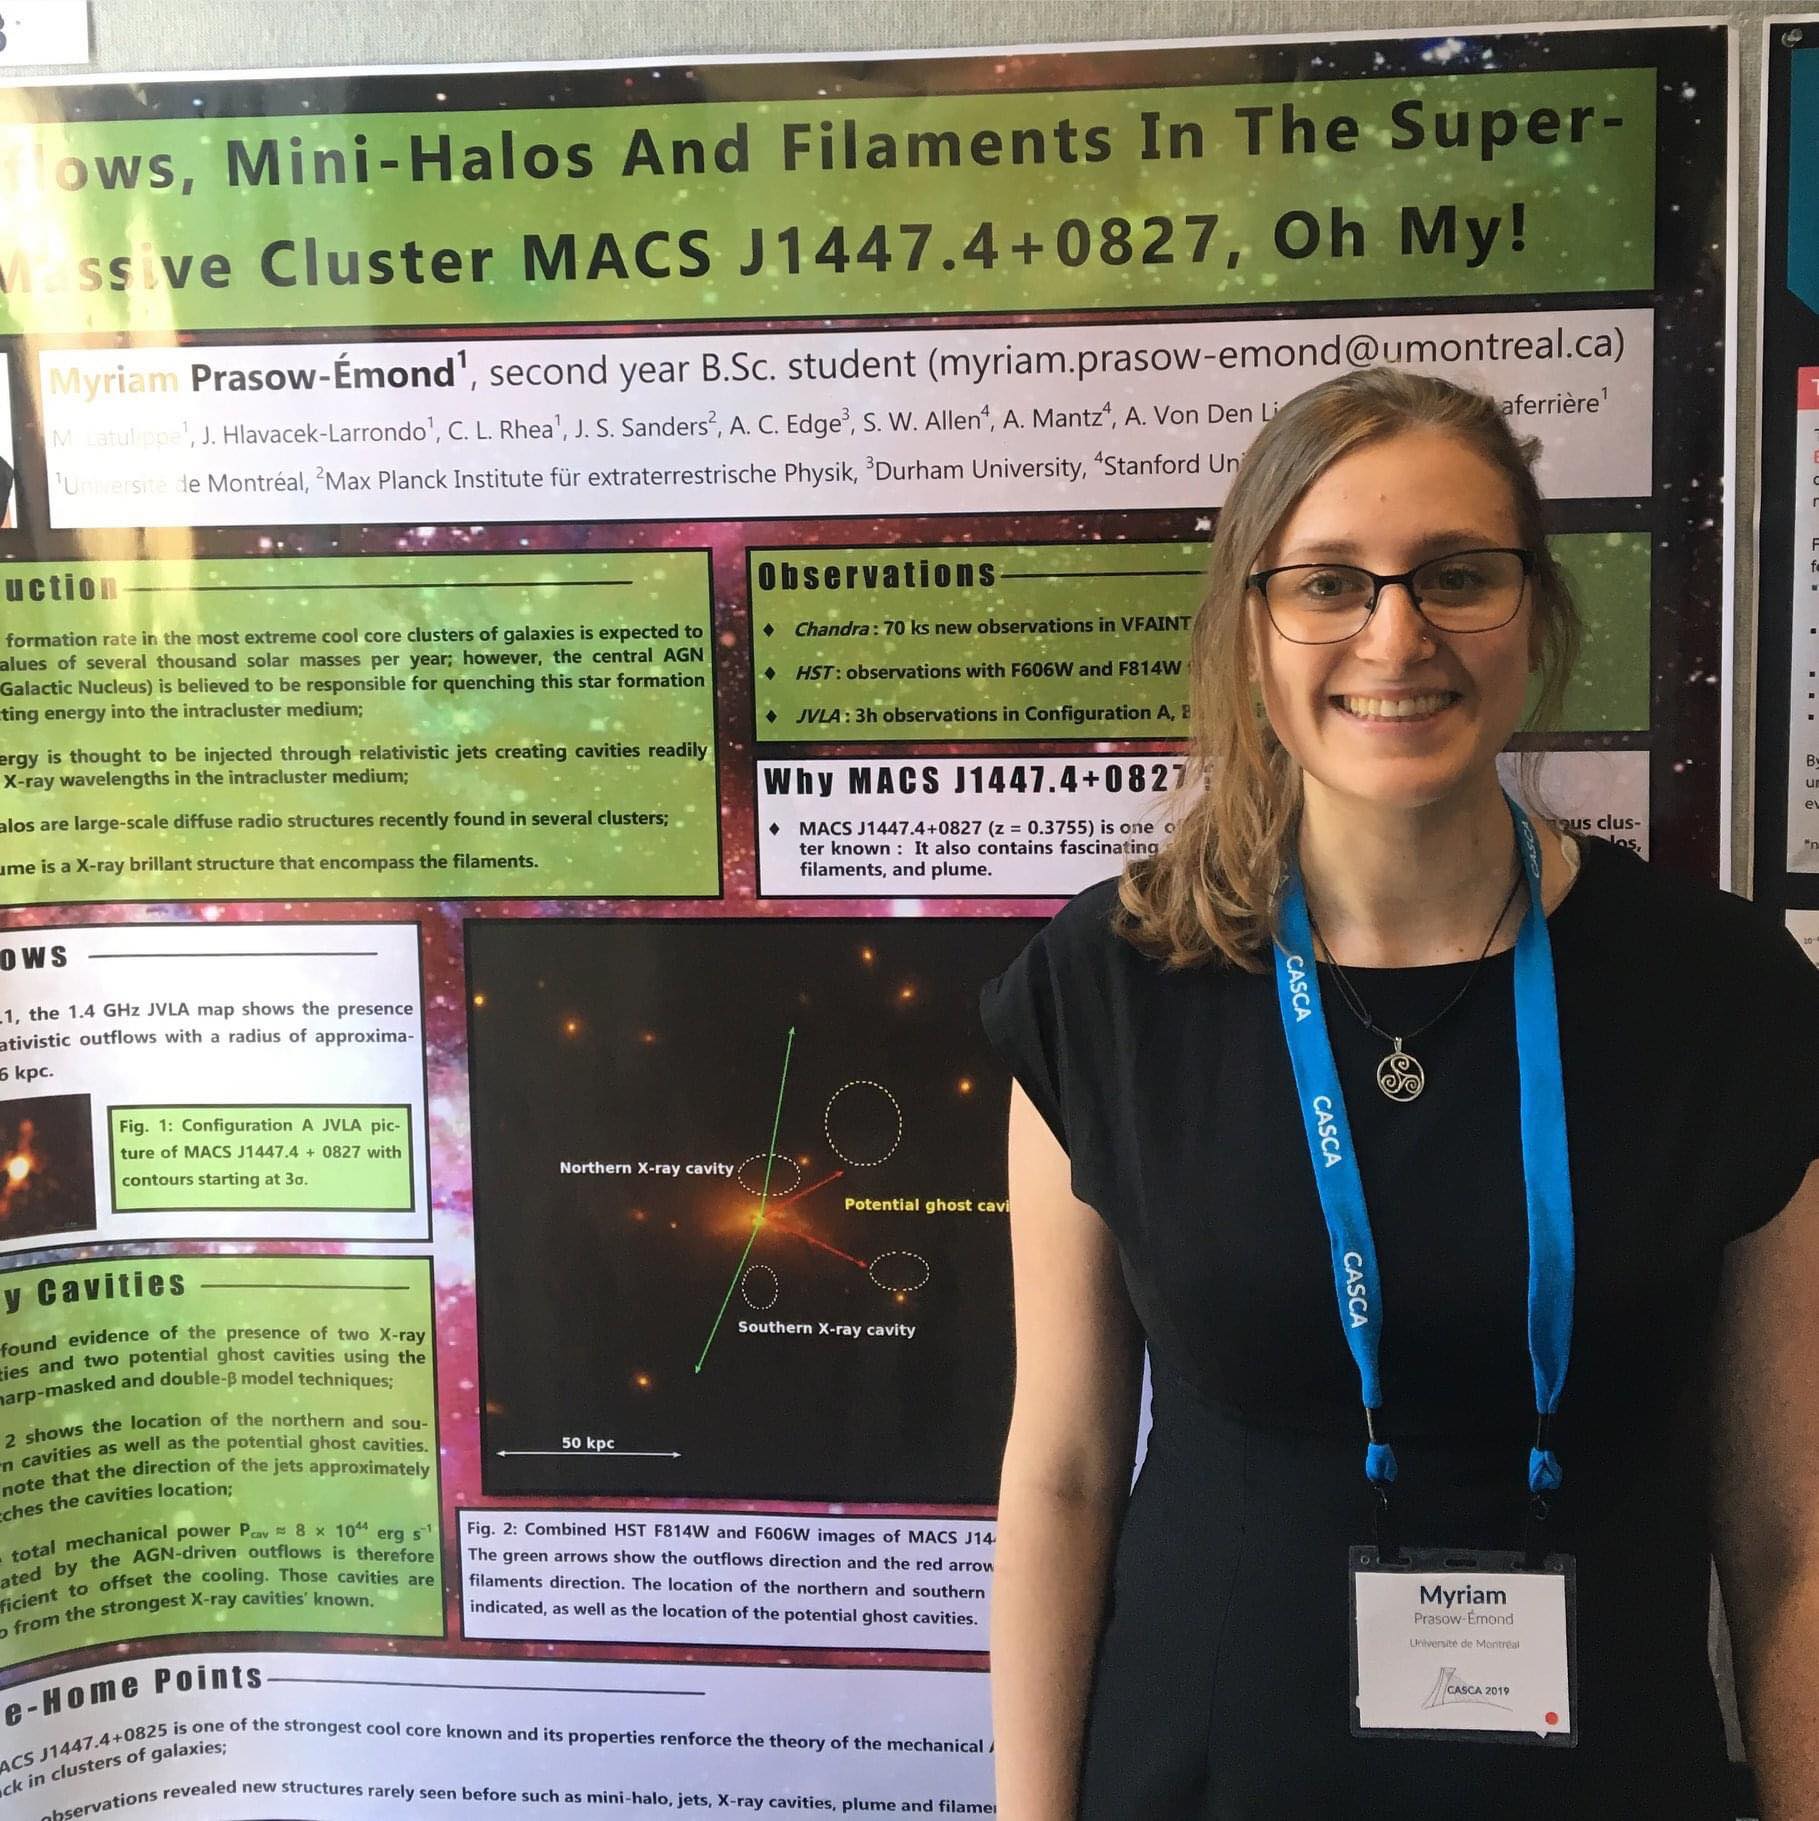 ows, Mini-Halos And Filaments In The Super-
Massive Cluster MACS J1447.4+0827, Oh My!
Myriam Prasow-Émond¹, second year B.Sc. student (myriam.prasow-emond@umontreal.ca)
M. Latulippe¹, J. Hlavacek-Larrondo¹, C. L. Rhea¹, J. S. Sanders², A. C. Edge³, S. W. Allen⁴, A. Mantz⁴, A. Von Den Li aferrière¹
¹Université de Montréal, ²Max Planck Institute für extraterrestrische Physik, ³Durham University, ⁴Stanford Uni
uction
formation rate in the most extreme cool core clusters of galaxies is expected to
alues of several thousand solar masses per year; however, the central AGN
Galactic Nucleus) is believed to be responsible for quenching this star formation
ting energy into the intracluster medium;
ergy is thought to be injected through relativistic jets creating cavities readily
X-ray wavelengths in the intracluster medium;
alos are large-scale diffuse radio structures recently found in several clusters;
ume is a X-ray brillant structure that encompass the filaments.
Observations
♦ Chandra : 70 ks new observations in VFAINT
♦ HST : observations with F606W and F814W
♦ JVLA : 3h observations in Configuration A,
Why MACS J1447.4+0827
♦ MACS J1447.4+0827 (z = 0.3755) is one ous clus-
ter known : It also contains fascinating los,
filaments, and plume.
ows
.1, the 1.4 GHz JVLA map shows the presence
ativistic outflows with a radius of approxima-
6 kpc.
Fig. 1: Configuration A JVLA pic-
ture of MACS J1447.4 + 0827 with
contours starting at 3σ.
y Cavities
found evidence of the presence of two X-ray
ties and two potential ghost cavities using the
harp-masked and double-β model techniques;
2 shows the location of the northern and sou-
n cavities as well as the potential ghost cavities.
note that the direction of the jets approximately
ches the cavities location;
total mechanical power Pcav ≈ 8 × 10⁴⁴ erg s⁻¹
ated by the AGN-driven outflows is therefore
ficient to offset the cooling. Those cavities are
from the strongest X-ray cavities' known.
Northern X-ray cavity
Potential ghost cavi
Southern X-ray cavity
50 kpc
Fig. 2: Combined HST F814W and F606W images of MACS J14
The green arrows show the outflows direction and the red arrow
filaments direction. The location of the northern and southern
indicated, as well as the location of the potential ghost cavities.
e-Home Points
ACS J1447.4+0825 is one of the strongest cool core known and its properties renforce the theory of the mechanical
ck in clusters of galaxies;
observations revealed new structures rarely seen before such as mini-halo, jets, X-ray cavities, plume and filame
CASCA
CASCA
CASCA
CASCA
Myriam
Prasow-Émond
Université de Montréal
CASCA 2019